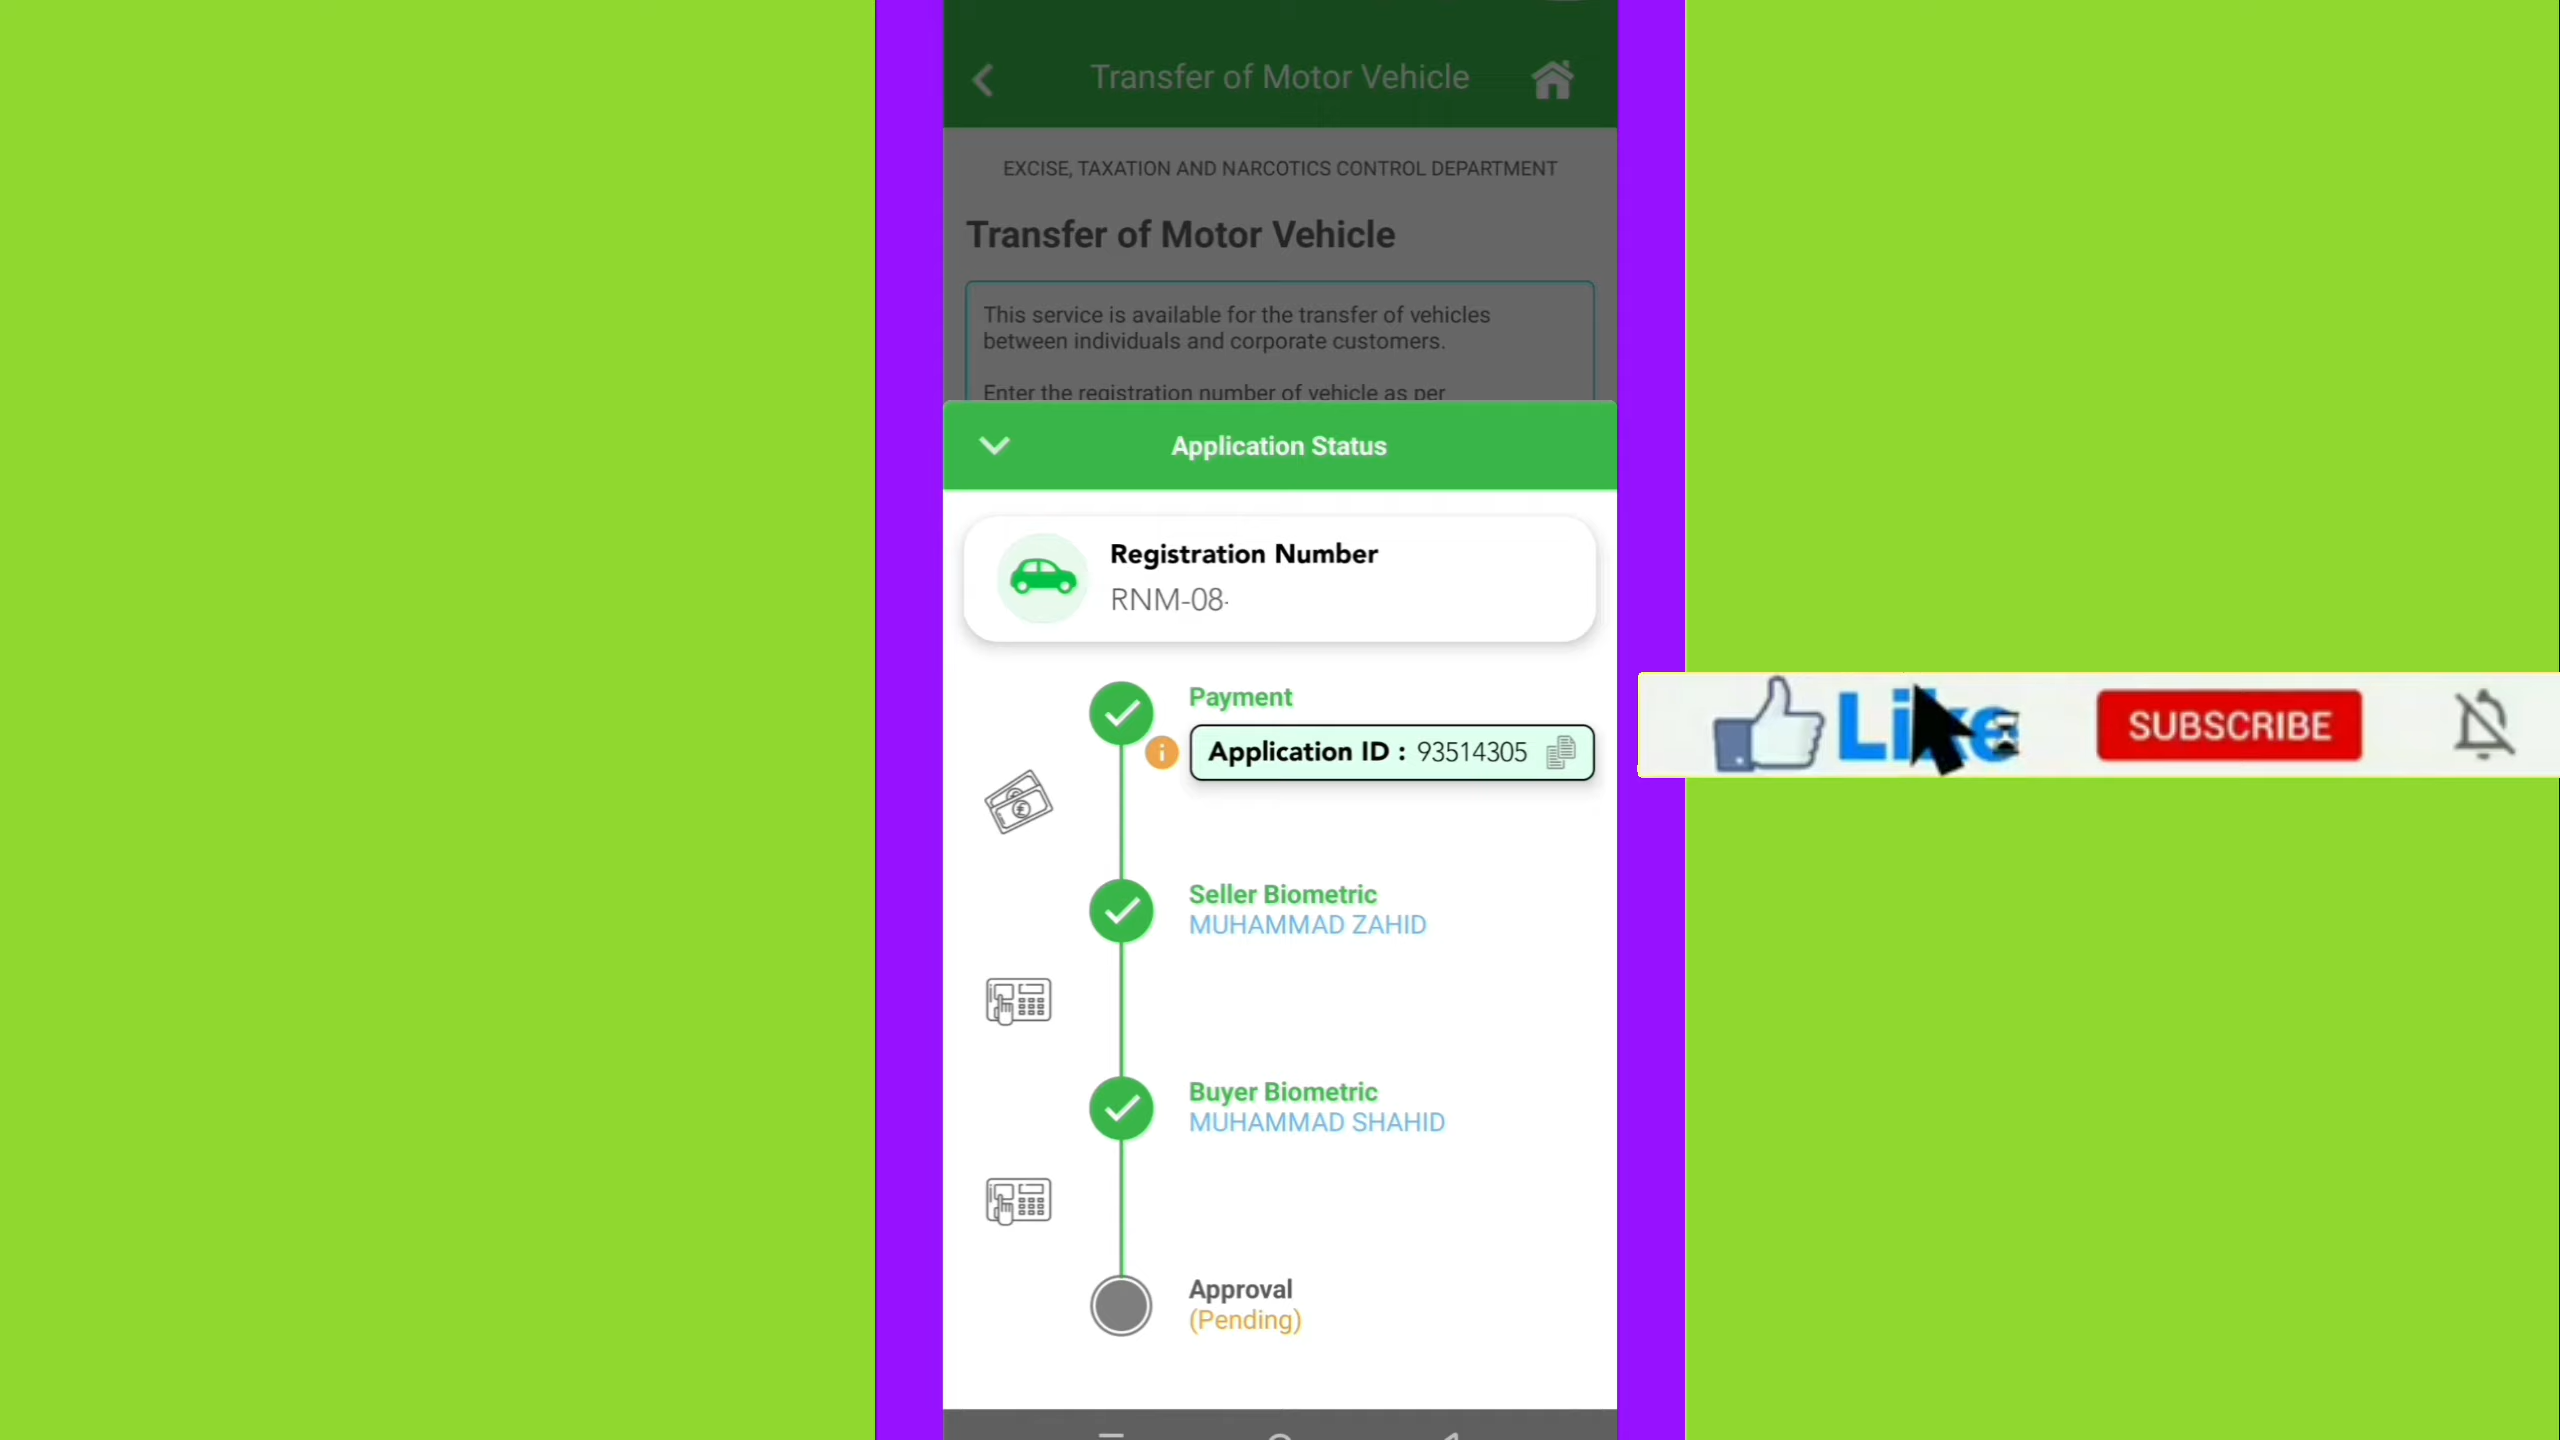 Transfer of Motor Vehicle
EXCISE, TAXATION AND NARCOTICS CONTROL DEPARTMENT
Transfer of Motor Vehicle
This service is available for the transfer of vehicles
between individuals and corporate customers.
Enter the registration number of vehicle as per
Application Status
Registration Number
RNM-08
Payment
Application ID : 93514305
Seller Biometric
MUHAMMAD ZAHID
Buyer Biometric
MUHAMMAD SHAHID
Approval
(Pending)
Like
SUBSCRIBE